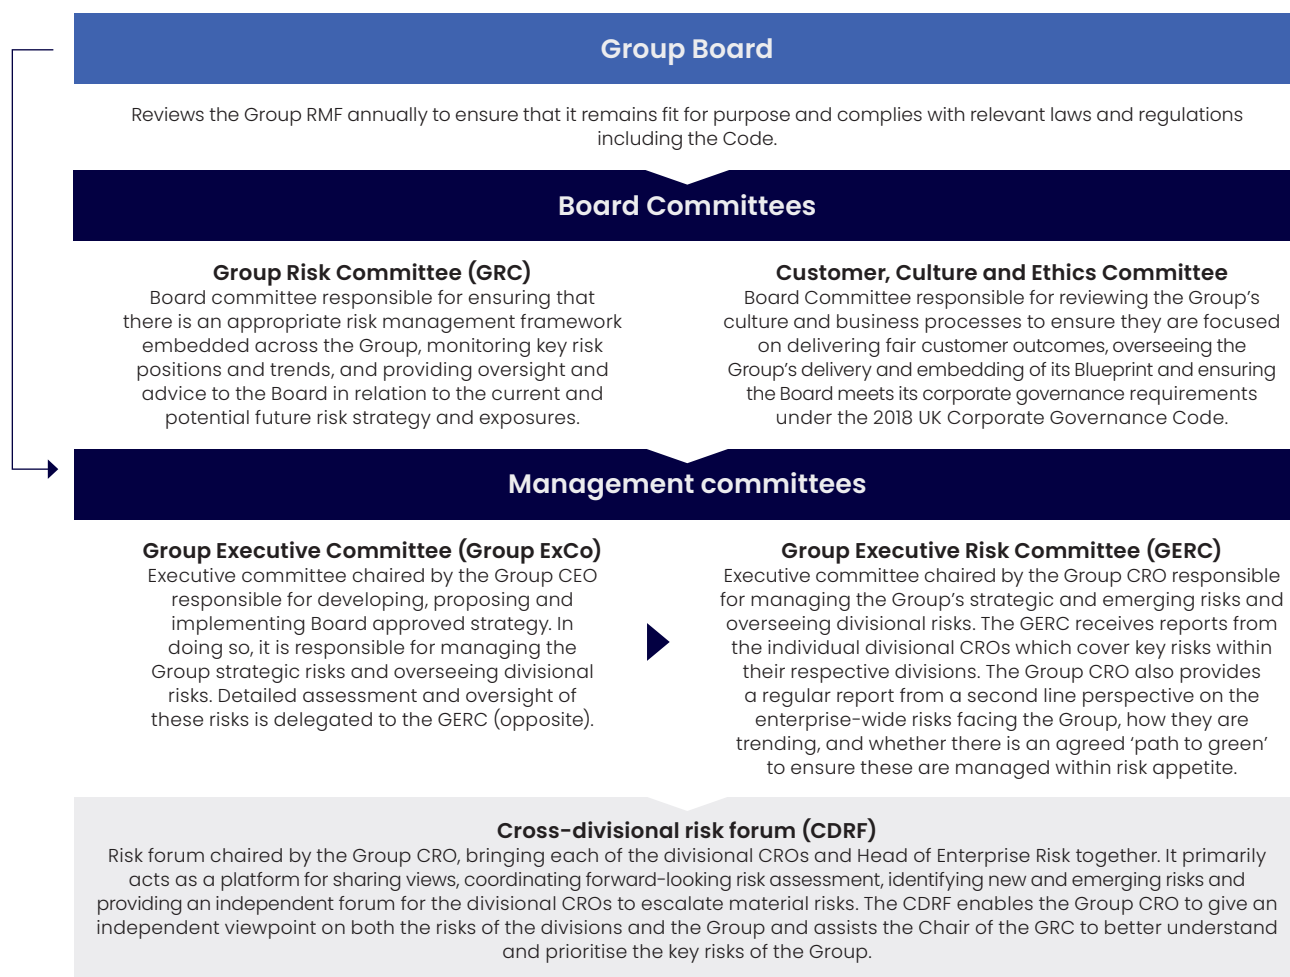 Group Board
Reviews the Group RMF annually to ensure that it remains fit for purpose and complies with relevant laws and regulations
including the Code.
Board Committees
Group Risk Committee (GRC)
Board committee responsible for ensuring that
there is an appropriate risk management framework
embedded across the Group, monitoring key risk
positions and trends, and providing oversight and
advice to the Board in relation to the current and
potential future risk strategy and exposures.
Customer, Culture and Ethics Committee
Board Committee responsible for reviewing the Group’s
culture and business processes to ensure they are focused
on delivering fair customer outcomes, overseeing the
Group’s delivery and embedding of its Blueprint and ensuring
the Board meets its corporate governance requirements
under the 2018 UK Corporate Governance Code.
Management committees
Group Executive Committee (Group ExCo)
Executive committee chaired by the Group CEO
responsible for developing, proposing and
implementing Board approved strategy. In
doing so, it is responsible for managing the
Group strategic risks and overseeing divisional
risks. Detailed assessment and oversight of
these risks is delegated to the GERC (opposite).
Group Executive Risk Committee (GERC)
Executive committee chaired by the Group CRO responsible
for managing the Group’s strategic and emerging risks and
overseeing divisional risks. The GERC receives reports from
the individual divisional CROs which cover key risks within
their respective divisions. The Group CRO also provides
a regular report from a second line perspective on the
enterprise-wide risks facing the Group, how they are
trending, and whether there is an agreed ‘path to green’
to ensure these are managed within risk appetite.
Cross-divisional risk forum (CDRF)
Risk forum chaired by the Group CRO, bringing each of the divisional CROs and Head of Enterprise Risk together. It primarily
acts as a platform for sharing views, coordinating forward-looking risk assessment, identifying new and emerging risks and
providing an independent forum for the divisional CROs to escalate material risks. The CDRF enables the Group CRO to give an
independent viewpoint on both the risks of the divisions and the Group and assists the Chair of the GRC to better understand
and prioritise the key risks of the Group.